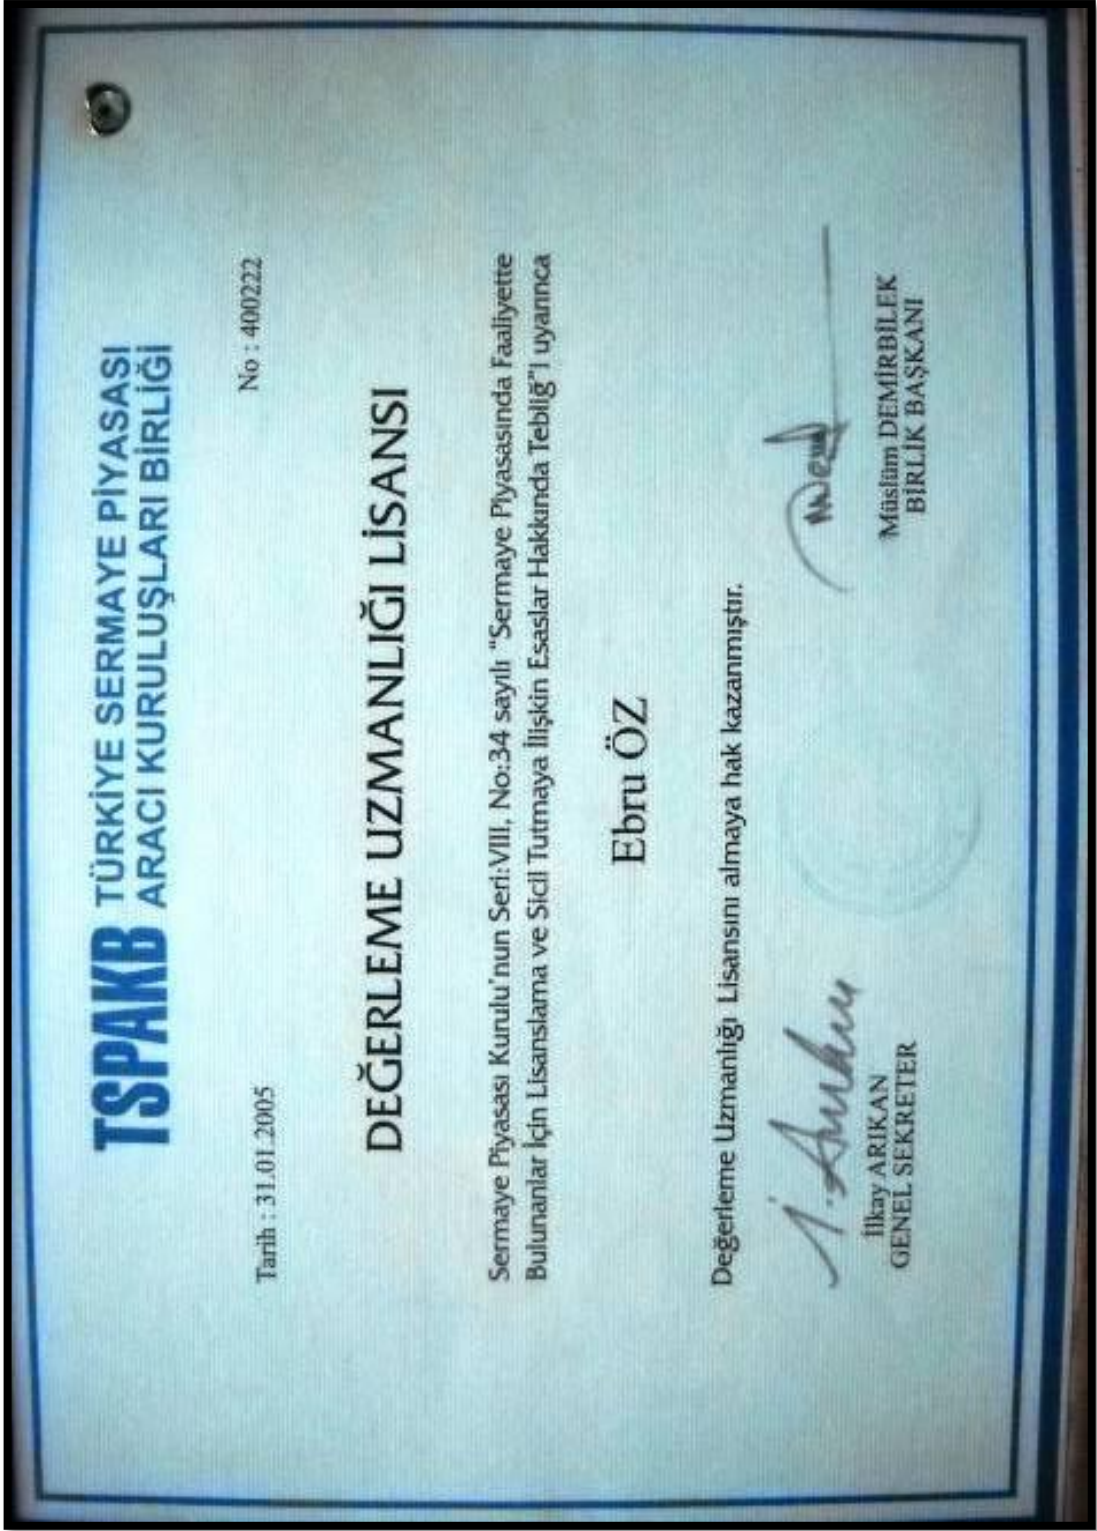 TSPAKB TÜRKİYE SERMAYE PİYASASI
ARACI KURULUŞLARI BİRLİĞİ
Tarih : 31.01.2005 No : 400222
DEĞERLEME UZMANLIĞI LİSANSI
Sermaye Piyasası Kurulu'nun Seri:VIII, No:34 sayılı "Sermaye Piyasasında Faaliyette
Bulunanlar İçin Lisanslama ve Sicil Tutmaya İlişkin Esaslar Hakkında Tebliğ"i uyarınca
Ebru ÖZ
Değerleme Uzmanlığı Lisansını almaya hak kazanmıştır.
İ. Arıkan
İlkay ARIKAN
GENEL SEKRETER
Müslüm DEMİRBİLEK
BİRLİK BAŞKANI